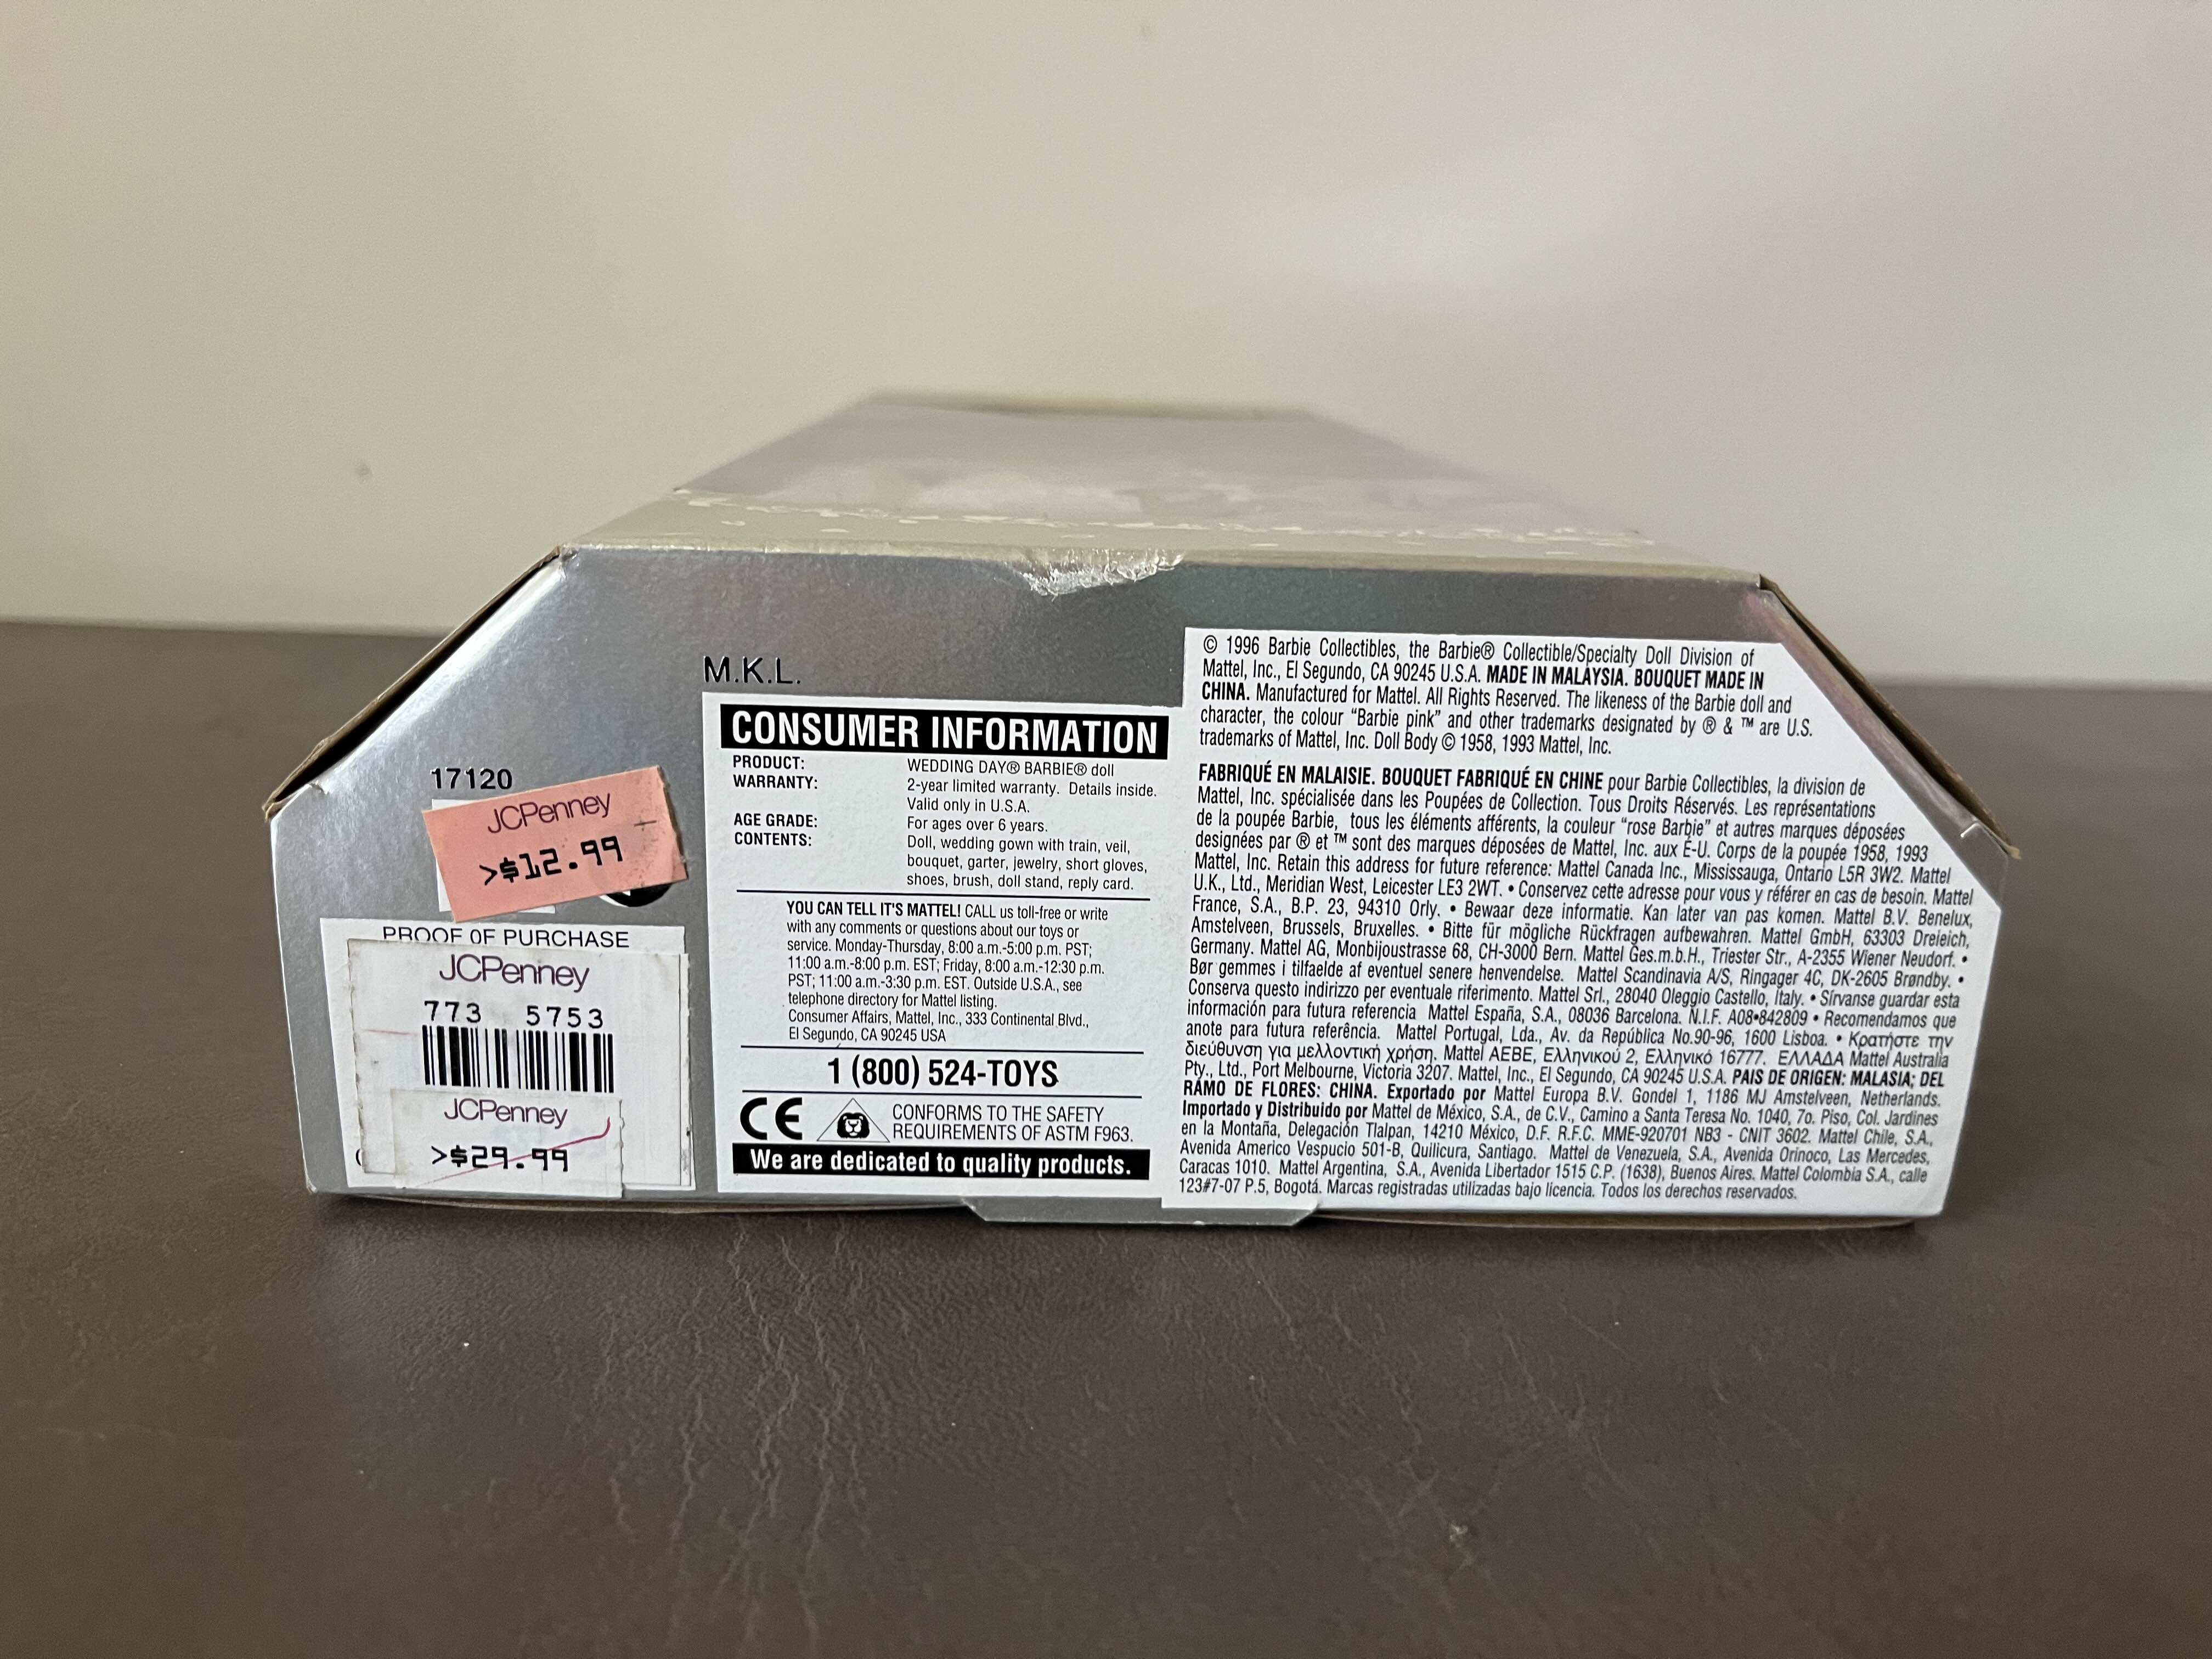 M.K.L.
17120
JCPenney
>$12.99
PROOF OF PURCHASE
JCPenney
773 5753
JCPenney
>$29.99
CONSUMER INFORMATION
PRODUCT: WEDDING DAY® BARBIE® doll
WARRANTY: 2-year limited warranty. Details inside.
Valid only in U.S.A.
AGE GRADE: For ages over 6 years.
CONTENTS: Doll, wedding gown with train, veil,
bouquet, garter, jewelry, short gloves,
shoes, brush, doll stand, reply card.
YOU CAN TELL IT'S MATTEL! CALL us toll-free or write
with any comments or questions about our toys or
service. Monday-Thursday, 8:00 a.m.-5:00 p.m. PST;
11:00 a.m.-8:00 p.m. EST; Friday, 8:00 a.m.-12:30 p.m.
PST; 11:00 a.m.-3:30 p.m. EST. Outside U.S.A., see
telephone directory for Mattel listing.
Consumer Affairs, Mattel, Inc., 333 Continental Blvd.,
El Segundo, CA 90245 USA
1 (800) 524-TOYS
CE
CONFORMS TO THE SAFETY
REQUIREMENTS OF ASTM F963.
We are dedicated to quality products.
© 1996 Barbie Collectibles, the Barbie® Collectible/Specialty Doll Division of
Mattel, Inc., El Segundo, CA 90245 U.S.A. MADE IN MALAYSIA. BOUQUET MADE IN
CHINA. Manufactured for Mattel. All Rights Reserved. The likeness of the Barbie doll and
character, the colour "Barbie pink" and other trademarks designated by ® & ™ are U.S.
trademarks of Mattel, Inc. Doll Body © 1958, 1993 Mattel, Inc.
FABRIQUÉ EN MALAISIE. BOUQUET FABRIQUÉ EN CHINE pour Barbie Collectibles, la division de
Mattel, Inc. spécialisée dans les Poupées de Collection. Tous Droits Réservés. Les représentations
de la poupée Barbie, tous les éléments afférents, la couleur "rose Barbie" et autres marques déposées
designées par ® et ™ sont des marques déposées de Mattel, Inc. aux É-U. Corps de la poupée 1958, 1993
Mattel, Inc. Retain this address for future reference: Mattel Canada Inc., Mississauga, Ontario L5R 3W2. Mattel
U.K., Ltd., Meridian West, Leicester LE3 2WT. • Conservez cette adresse pour vous y référer en cas de besoin. Mattel
France, S.A., B.P. 23, 94310 Orly. • Bewaar deze informatie. Kan later van pas komen. Mattel B.V. Benelux,
Amstelveen, Brussels, Bruxelles. • Bitte für mögliche Rückfragen aufbewahren. Mattel GmbH, 63303 Dreieich,
Germany. Mattel AG, Monbijoustrasse 68, CH-3000 Bern. Mattel Ges.m.b.H., Triester Str., A-2355 Wiener Neudorf. •
Bør gemmes i tilfaelde af eventuel senere henvendelse. Mattel Scandinavia A/S, Ringager 4C, DK-2605 Brøndby. •
Conserva questo indirizzo per eventuale riferimento. Mattel Srl., 28040 Oleggio Castello, Italy. • Sírvanse guardar esta
información para futura referencia Mattel España, S.A., 08036 Barcelona. N.I.F. A08•842809 • Recomendamos que
anote para futura referência. Mattel Portugal, Lda., Av. da República No.90-96, 1600 Lisboa. • Κρατήστε την
διεύθυνση για μελλοντική χρήση. Mattel AEBE, Ελληνικού 2, Ελληνικό 16777. ΕΛΛΑΔΑ Mattel Australia
Pty., Ltd., Port Melbourne, Victoria 3207. Mattel, Inc., El Segundo, CA 90245 U.S.A. PAIS DE ORIGEN: MALASIA; DEL
RAMO DE FLORES: CHINA. Exportado por Mattel Europa B.V. Gondel 1, 1186 MJ Amstelveen, Netherlands.
Importado y Distribuido por Mattel de México, S.A., de C.V., Camino a Santa Teresa No. 1040, 7o. Piso, Col. Jardines
en la Montaña, Delegación Tlalpan, 14210 México, D.F. R.F.C. MME-920701 NB3 - CNIT 3602. Mattel Chile, S.A.,
Avenida Americo Vespucio 501-B, Quilicura, Santiago. Mattel de Venezuela, S.A., Avenida Orinoco, Las Mercedes,
Caracas 1010. Mattel Argentina, S.A., Avenida Libertador 1515 C.P. (1638), Buenos Aires. Mattel Colombia S.A., calle
123#7-07 P.5, Bogotá. Marcas registradas utilizadas bajo licencia. Todos los derechos reservados.